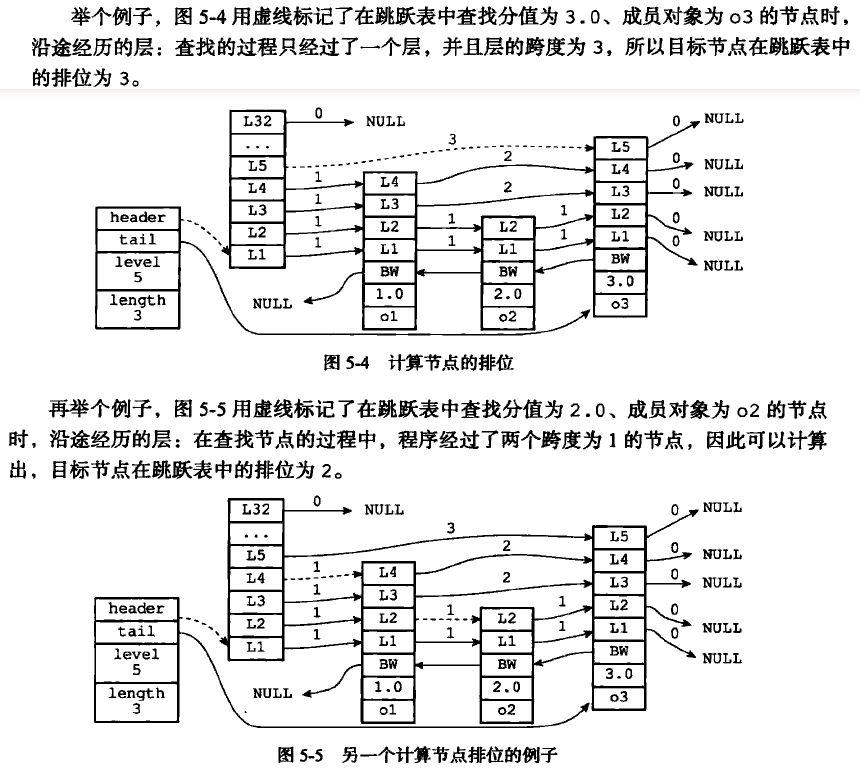 举个例子，图 5-4 用虚线标记了在跳跃表中查找分值为 3.0、成员对象为 o3 的节点时，
沿途经历的层：查找的过程只经过了一个层，并且层的跨度为 3，所以目标节点在跳跃表中
的排位为 3。
L32 0 NULL
...
L5 3
L4 1
L3 1
L2 1
L1 1
header
tail
level
5
length
3
L4 2
L3 2
L2 1
L1 1
BW
1.0
o1
NULL
L2 1
L1 1
BW
2.0
o2
L5 0 NULL
L4 0 NULL
L3 0 NULL
L2 0 NULL
L1 0 NULL
BW
3.0
o3
图 5-4 计算节点的排位
再举个例子，图 5-5 用虚线标记了在跳跃表中查找分值为 2.0、成员对象为 o2 的节点
时，沿途经历的层：在查找节点的过程中，程序经过了两个跨度为 1 的节点，因此可以计算
出，目标节点在跳跃表中的排位为 2。
L32 0 NULL
...
L5 3
L4 1
L3 1
L2 1
L1 1
header
tail
level
5
length
3
L4 2
L3 2
L2 1
L1 1
BW
1.0
o1
NULL
L2 1
L1 1
BW
2.0
o2
L5 0 NULL
L4 0 NULL
L3 0 NULL
L2 0 NULL
L1 0 NULL
BW
3.0
o3
图 5-5 另一个计算节点排位的例子